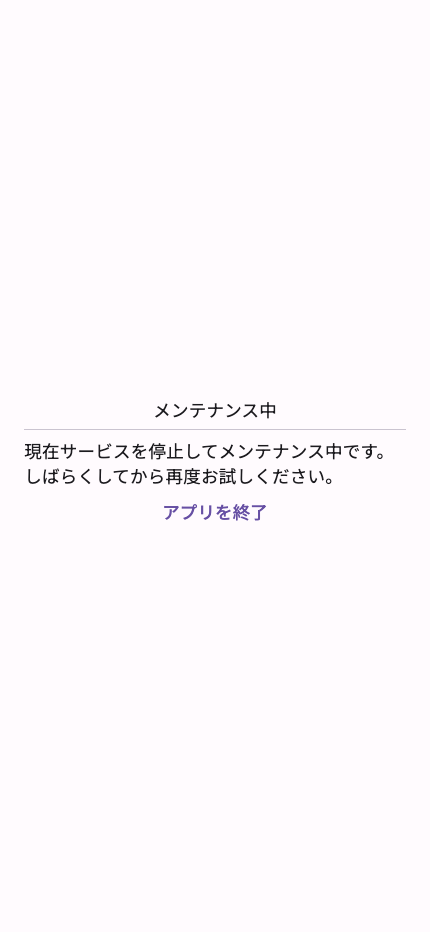 メンテナンス中
現在サービスを停止してメンテナンス中です。
しばらくしてから再度お試しください。
アプリを終了